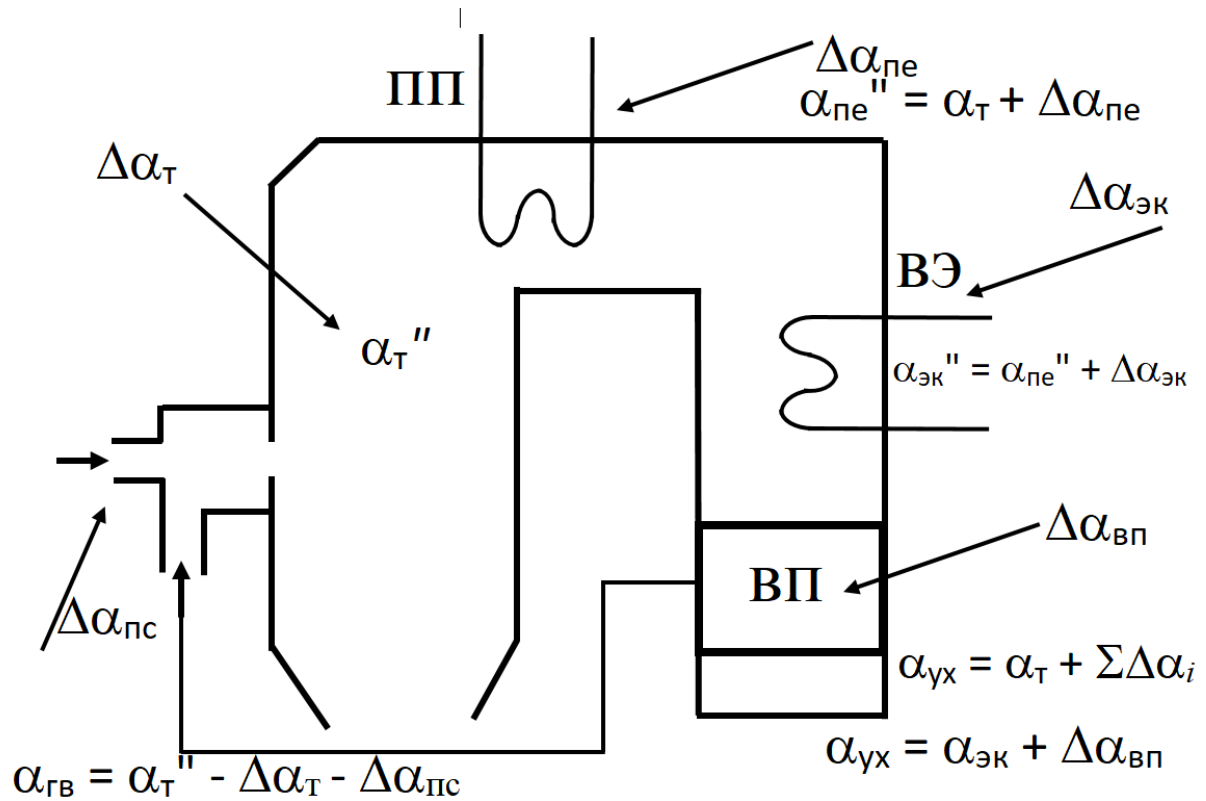 ПП
Δαпе
αпе" = αт + Δαпе
Δαт
Δαэк
ВЭ
αт"
αэк" = αпе" + Δαэк
Δαвп
ВП
Δαпс
αух = αт + ΣΔαi
αух = αэк + Δαвп
αгв = αт" - Δαт - Δαпс